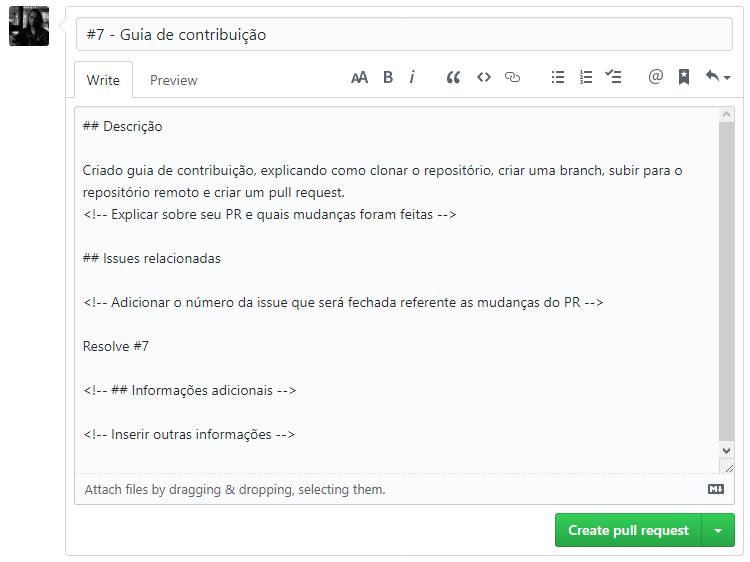 #7 - Guia de contribuição
Write Preview AA B i @
## Descrição
Criado guia de contribuição, explicando como clonar o repositório, criar uma branch, subir para o
repositório remoto e criar um pull request.
<!-- Explicar sobre seu PR e quais mudanças foram feitas -->
## Issues relacionadas
<!-- Adicionar o número da issue que será fechada referente as mudanças do PR -->
Resolve #7
<!-- ## Informações adicionais -->
<!-- Inserir outras informações -->
Attach files by dragging & dropping, selecting them.
Create pull request